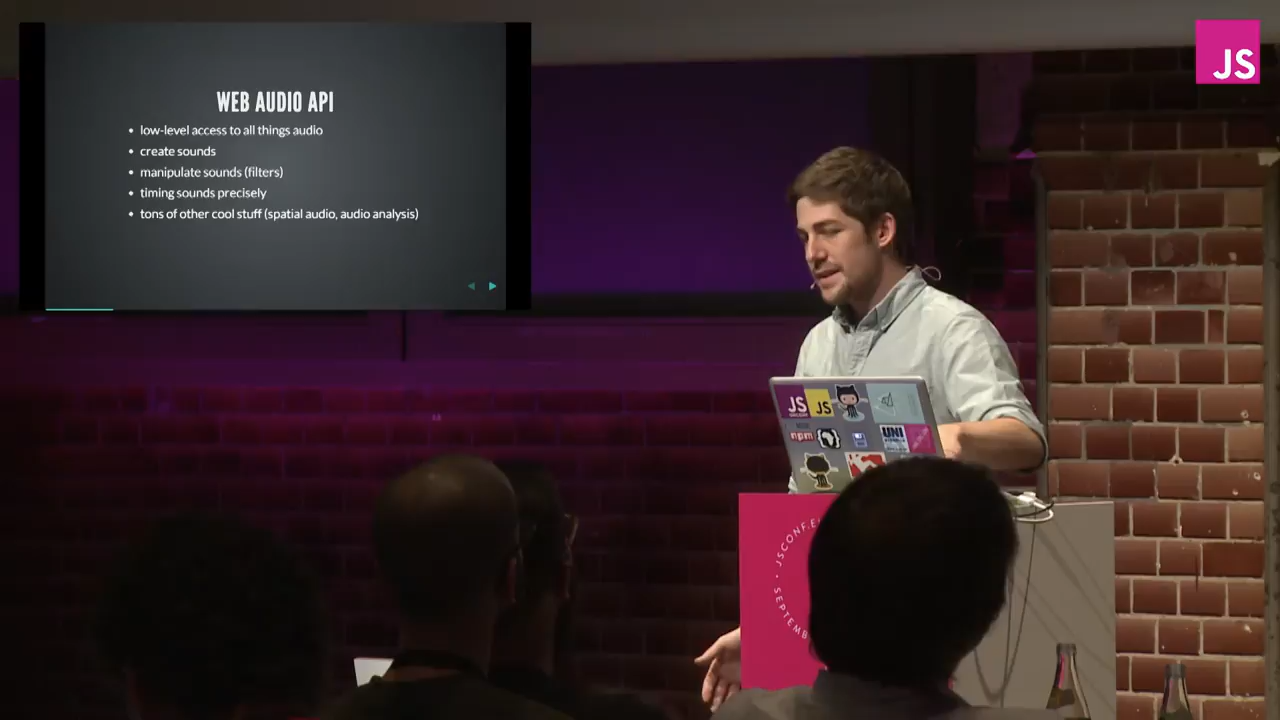 WEB AUDIO API
low-level access to all things audio
create sounds
manipulate sounds (filters)
timing sounds precisely
tons of other cool stuff (spatial audio, audio analysis)
JS
JS
JS
npm
UNI
JSCONF.E
SEPTEMB